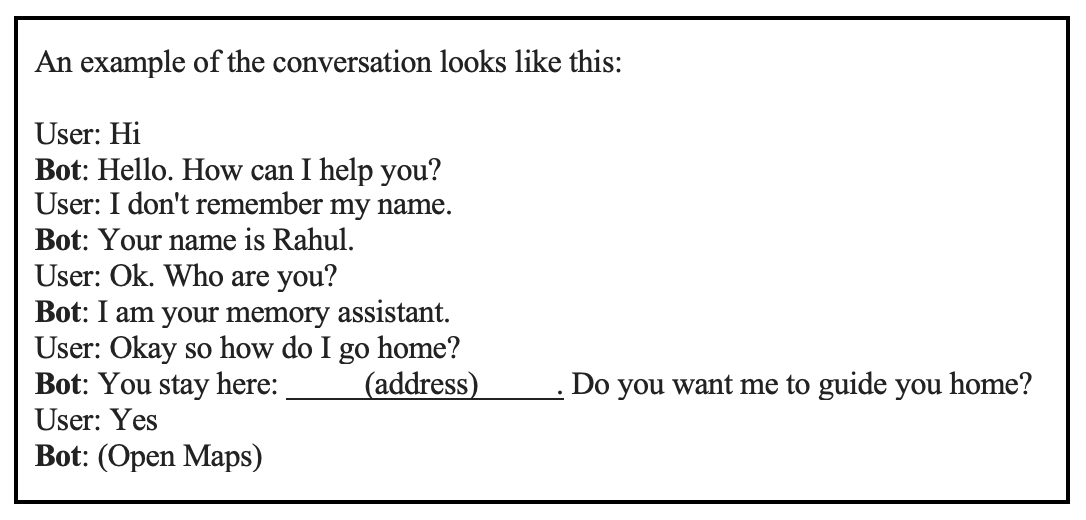 An example of the conversation looks like this:
User: Hi
Bot: Hello. How can I help you?
User: I don't remember my name.
Bot: Your name is Rahul.
User: Ok. Who are you?
Bot: I am your memory assistant.
User: Okay so how do I go home?
Bot: You stay here: _____(address)_____. Do you want me to guide you home?
User: Yes
Bot: (Open Maps)